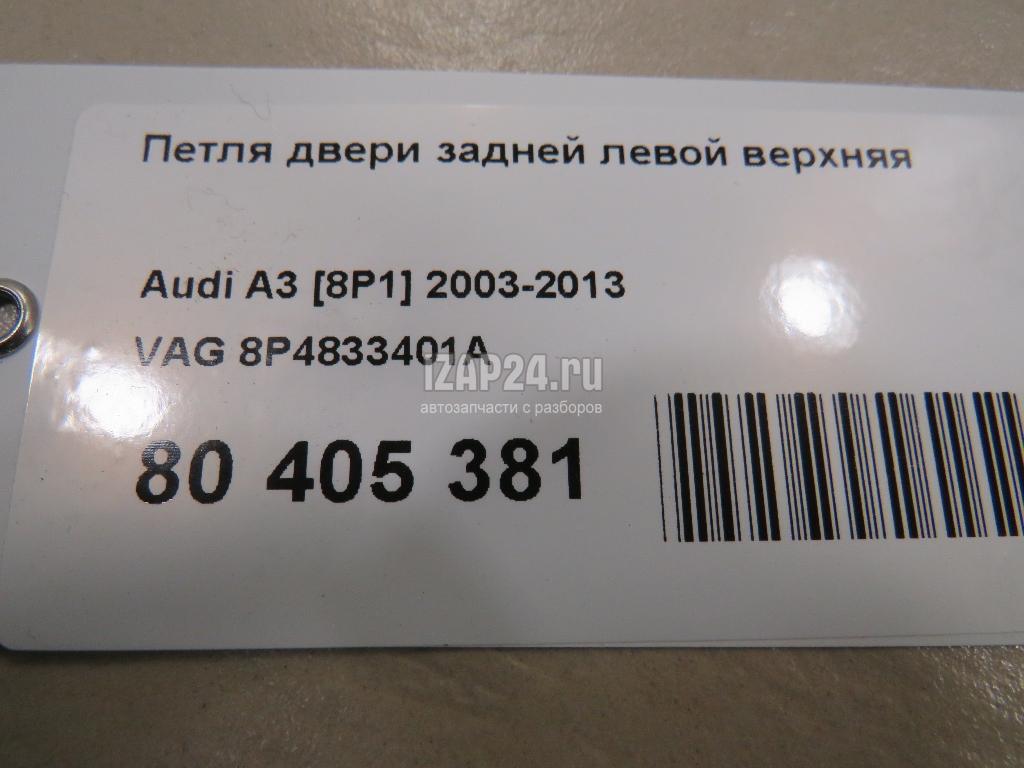 Петля двери задней левой верхняя
Audi A3 [8P1] 2003-2013
VAG 8P4833401A
iZAP24.ru
автозапчасти с разборов
80 405 381